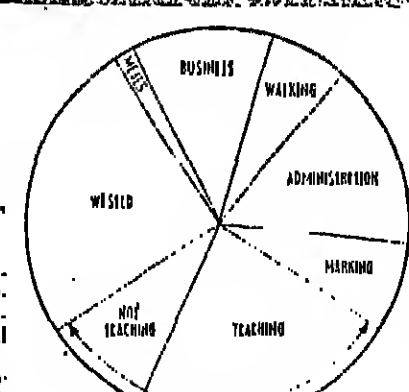 BUSINESS
WALKING
ADMINISTRATION
WASTED
MARKING
NOT
TEACHING
TEACHING